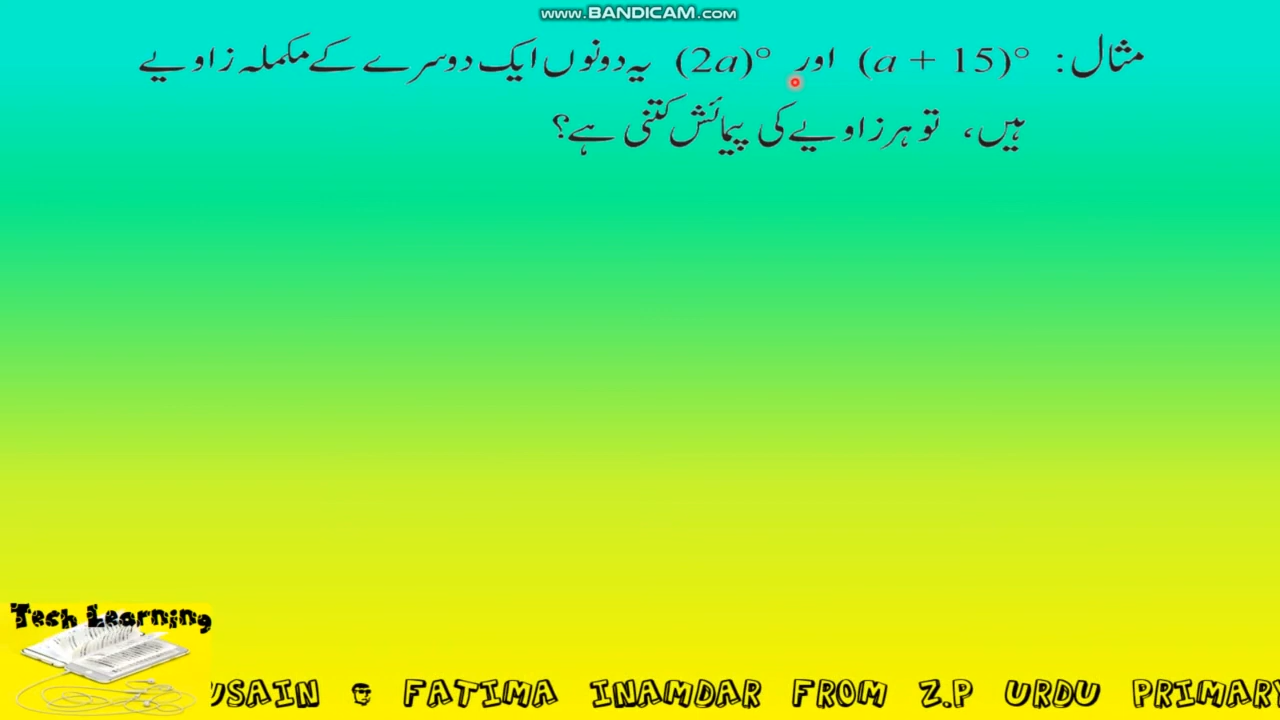 www.BANDICAM.com
مثال : (a + 15)° اور (2a)° یہ دونوں ایک دوسرے کے مکملہ زاویے
ہیں، تو ہر زاویے کی پیمائش کتنی ہے؟
Tech Learning
USAIN & FATIMA INAMDAR FROM Z.P URDU PRIMARY